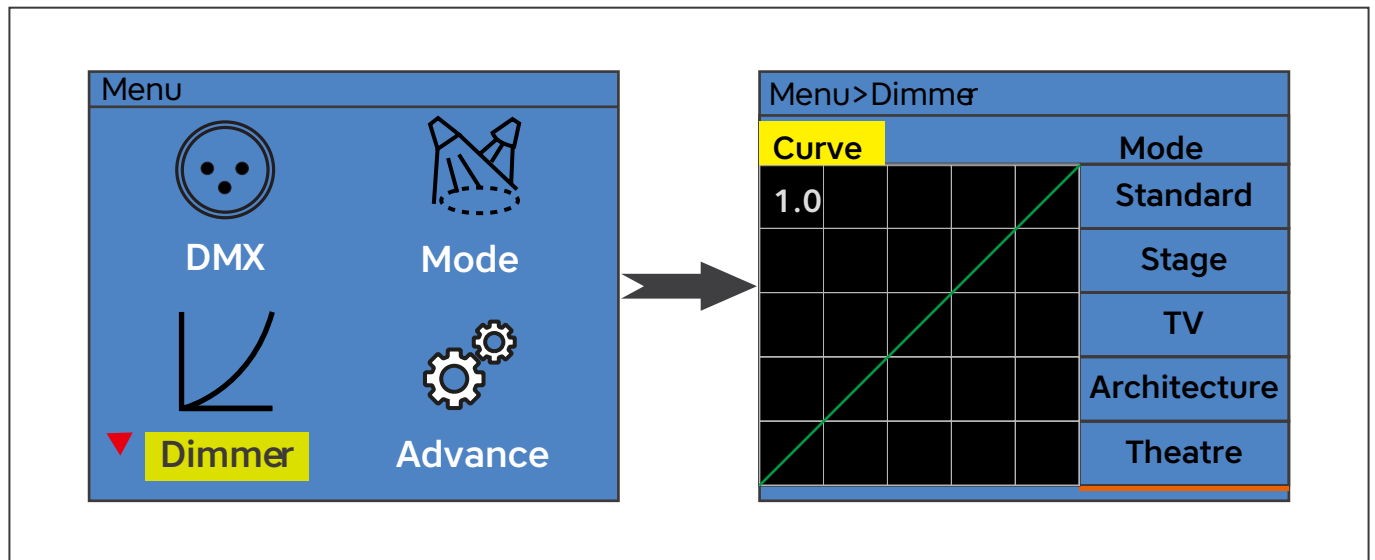 Menu
DMX
Mode
Dimmer
Advance
Menu>Dimmer
Curve
Mode
1.0
Standard
Stage
TV
Architecture
Theatre